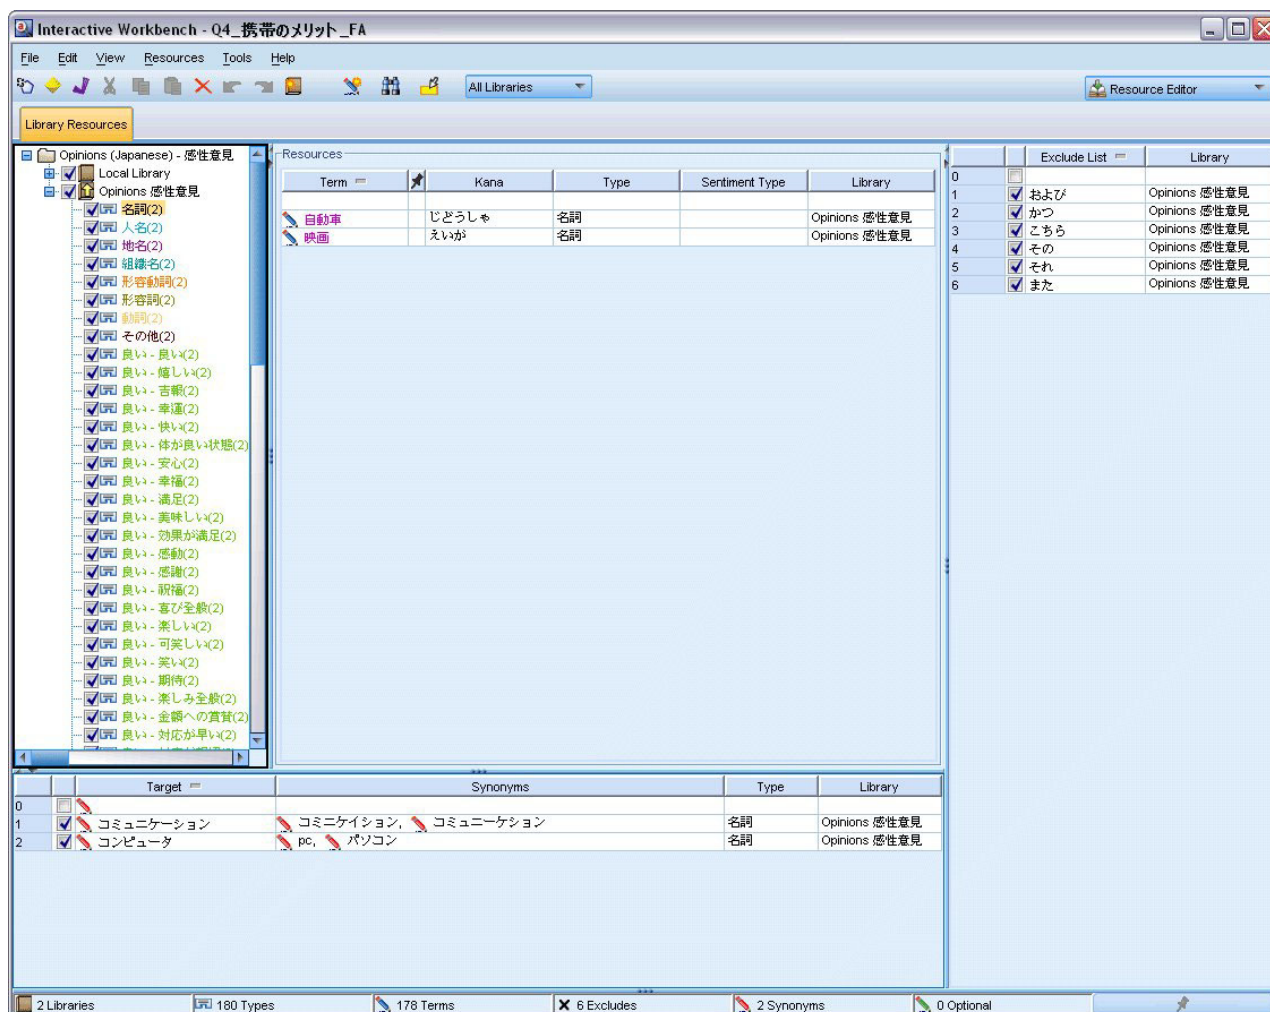 Interactive Workbench - Q4_携帯のメリット_FA
File Edit View Resources Tools Help
All Libraries
Resource Editor
Library Resources
Opinions (Japanese) - 感性意見
Local Library
Opinions 感性意見
名詞(2)
人名(2)
地名(2)
組織名(2)
形容動詞(2)
形容詞(2)
動詞(2)
その他(2)
良い - 良い(2)
良い - 嬉しい(2)
良い - 吉報(2)
良い - 幸運(2)
良い - 快い(2)
良い - 体が良い状態(2)
良い - 安心(2)
良い - 幸福(2)
良い - 満足(2)
良い - 美味しい(2)
良い - 効果が満足(2)
良い - 感動(2)
良い - 感謝(2)
良い - 祝福(2)
良い - 喜び全般(2)
良い - 楽しい(2)
良い - 可笑しい(2)
良い - 笑い(2)
良い - 期待(2)
良い - 楽しみ全般(2)
良い - 金額への賞賛(2)
良い - 対応が早い(2)
Resources
Term Kana Type Sentiment Type Library
自動車 じどうしゃ 名詞 Opinions 感性意見
映画 えいが 名詞 Opinions 感性意見
Exclude List Library
0
1 および Opinions 感性意見
2 かつ Opinions 感性意見
3 こちら Opinions 感性意見
4 その Opinions 感性意見
5 それ Opinions 感性意見
6 また Opinions 感性意見
Target Synonyms Type Library
0
1 コミュニケーション コミニケイション, コミュニーケション 名詞 Opinions 感性意見
2 コンピュータ pc, パソコン 名詞 Opinions 感性意見
2 Libraries 180 Types 178 Terms 6 Excludes 2 Synonyms 0 Optional